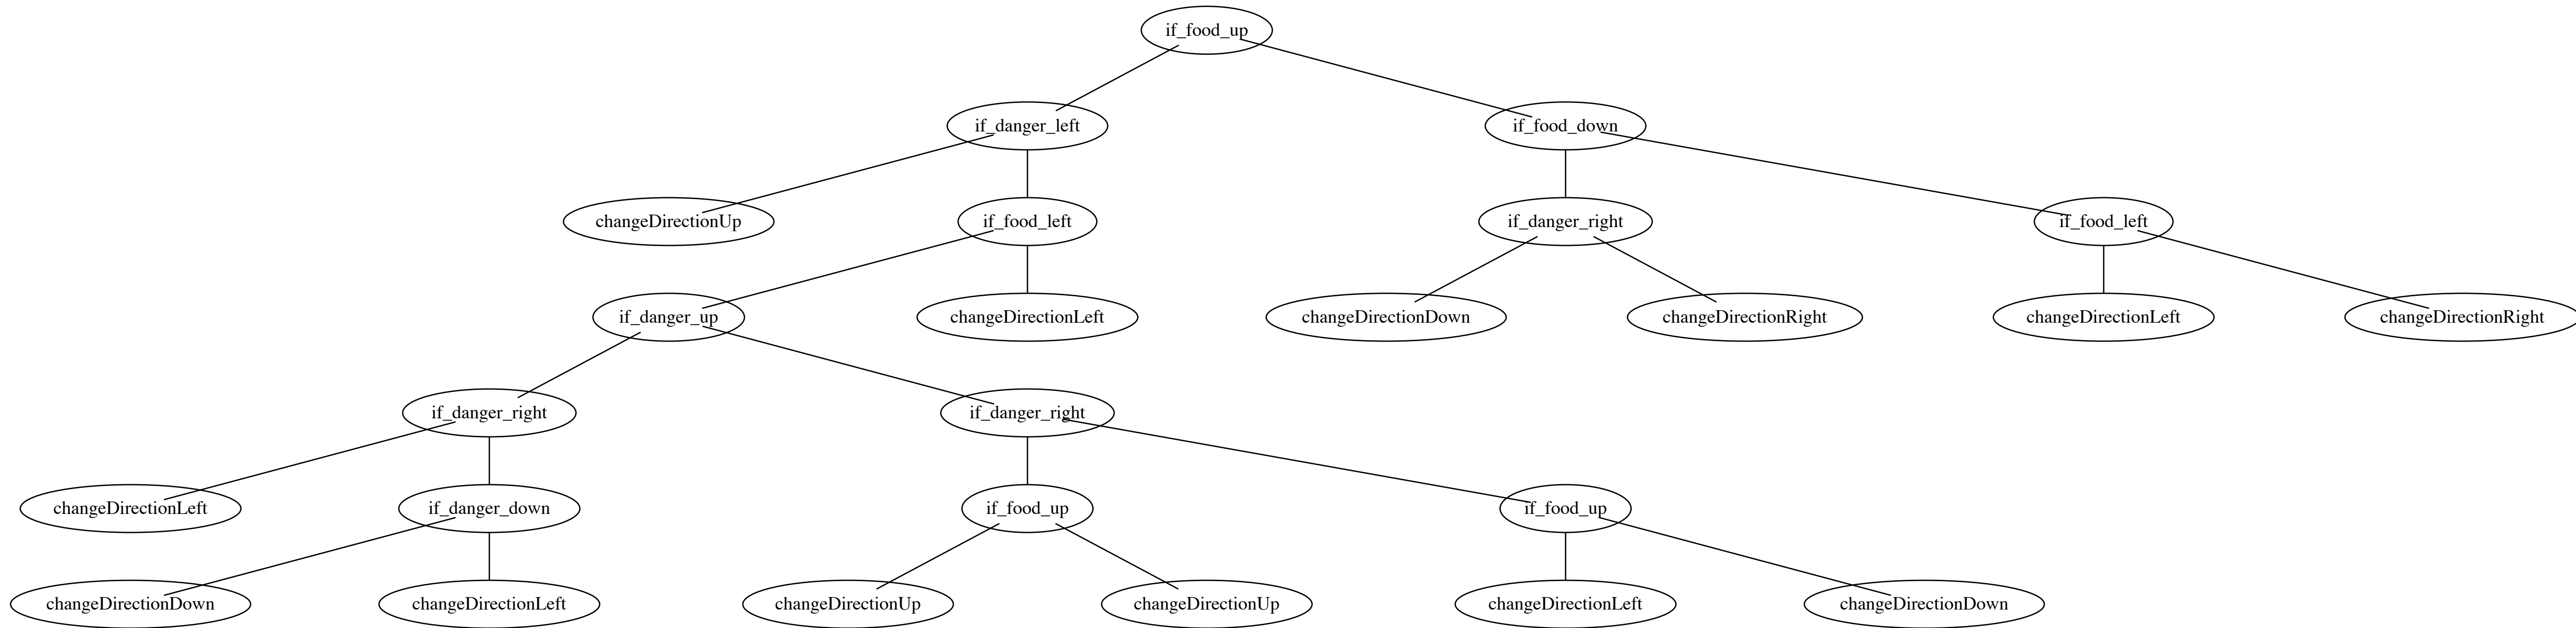 if_food_up
if_danger_left
if_food_down
changeDirectionUp
if_food_left
if_danger_right
if_food_left
if_danger_up
changeDirectionLeft
changeDirectionDown
changeDirectionRight
changeDirectionLeft
changeDirectionRight
if_danger_right
if_danger_right
changeDirectionLeft
if_danger_down
if_food_up
if_food_up
changeDirectionDown
changeDirectionLeft
changeDirectionUp
changeDirectionUp
changeDirectionLeft
changeDirectionDown